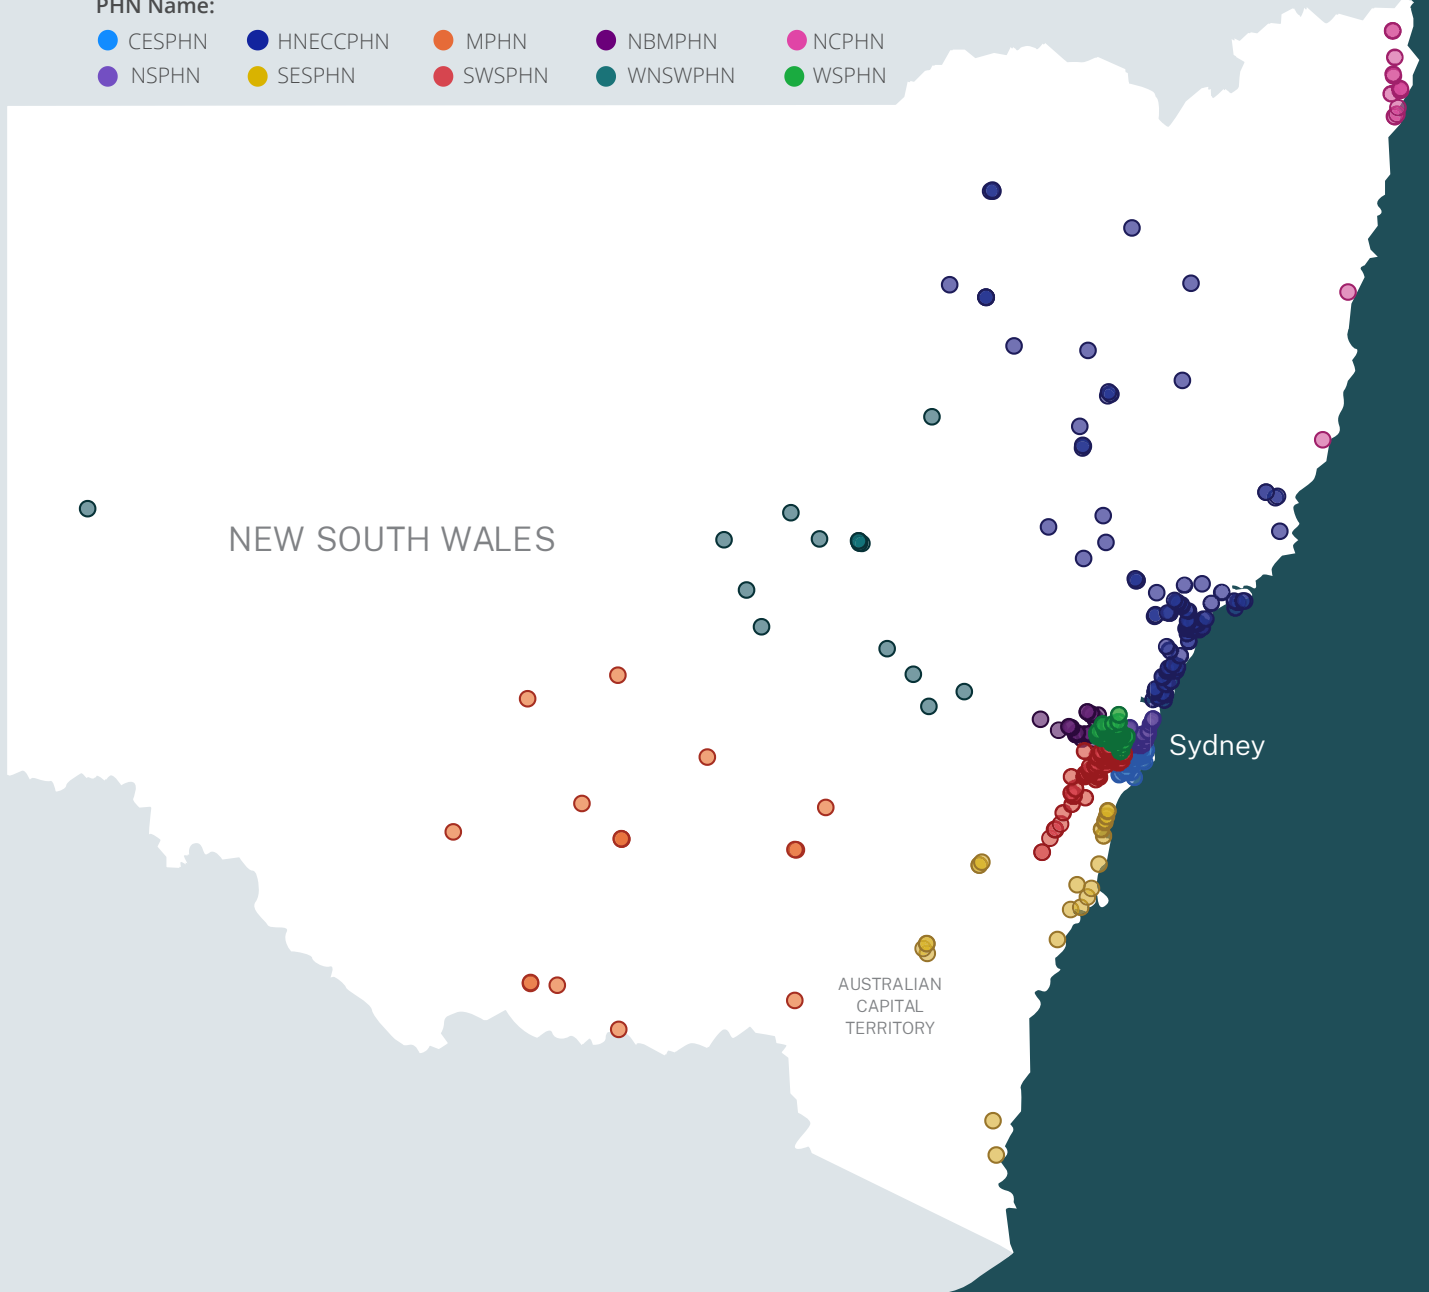 PHN Name:
CESPHN HNECCPHN MPHN NBMPHN NCPHN
NSPHN SESPHN SWSPHN WNSWPHN WSPHN
NEW SOUTH WALES
Sydney
AUSTRALIAN
CAPITAL
TERRITORY